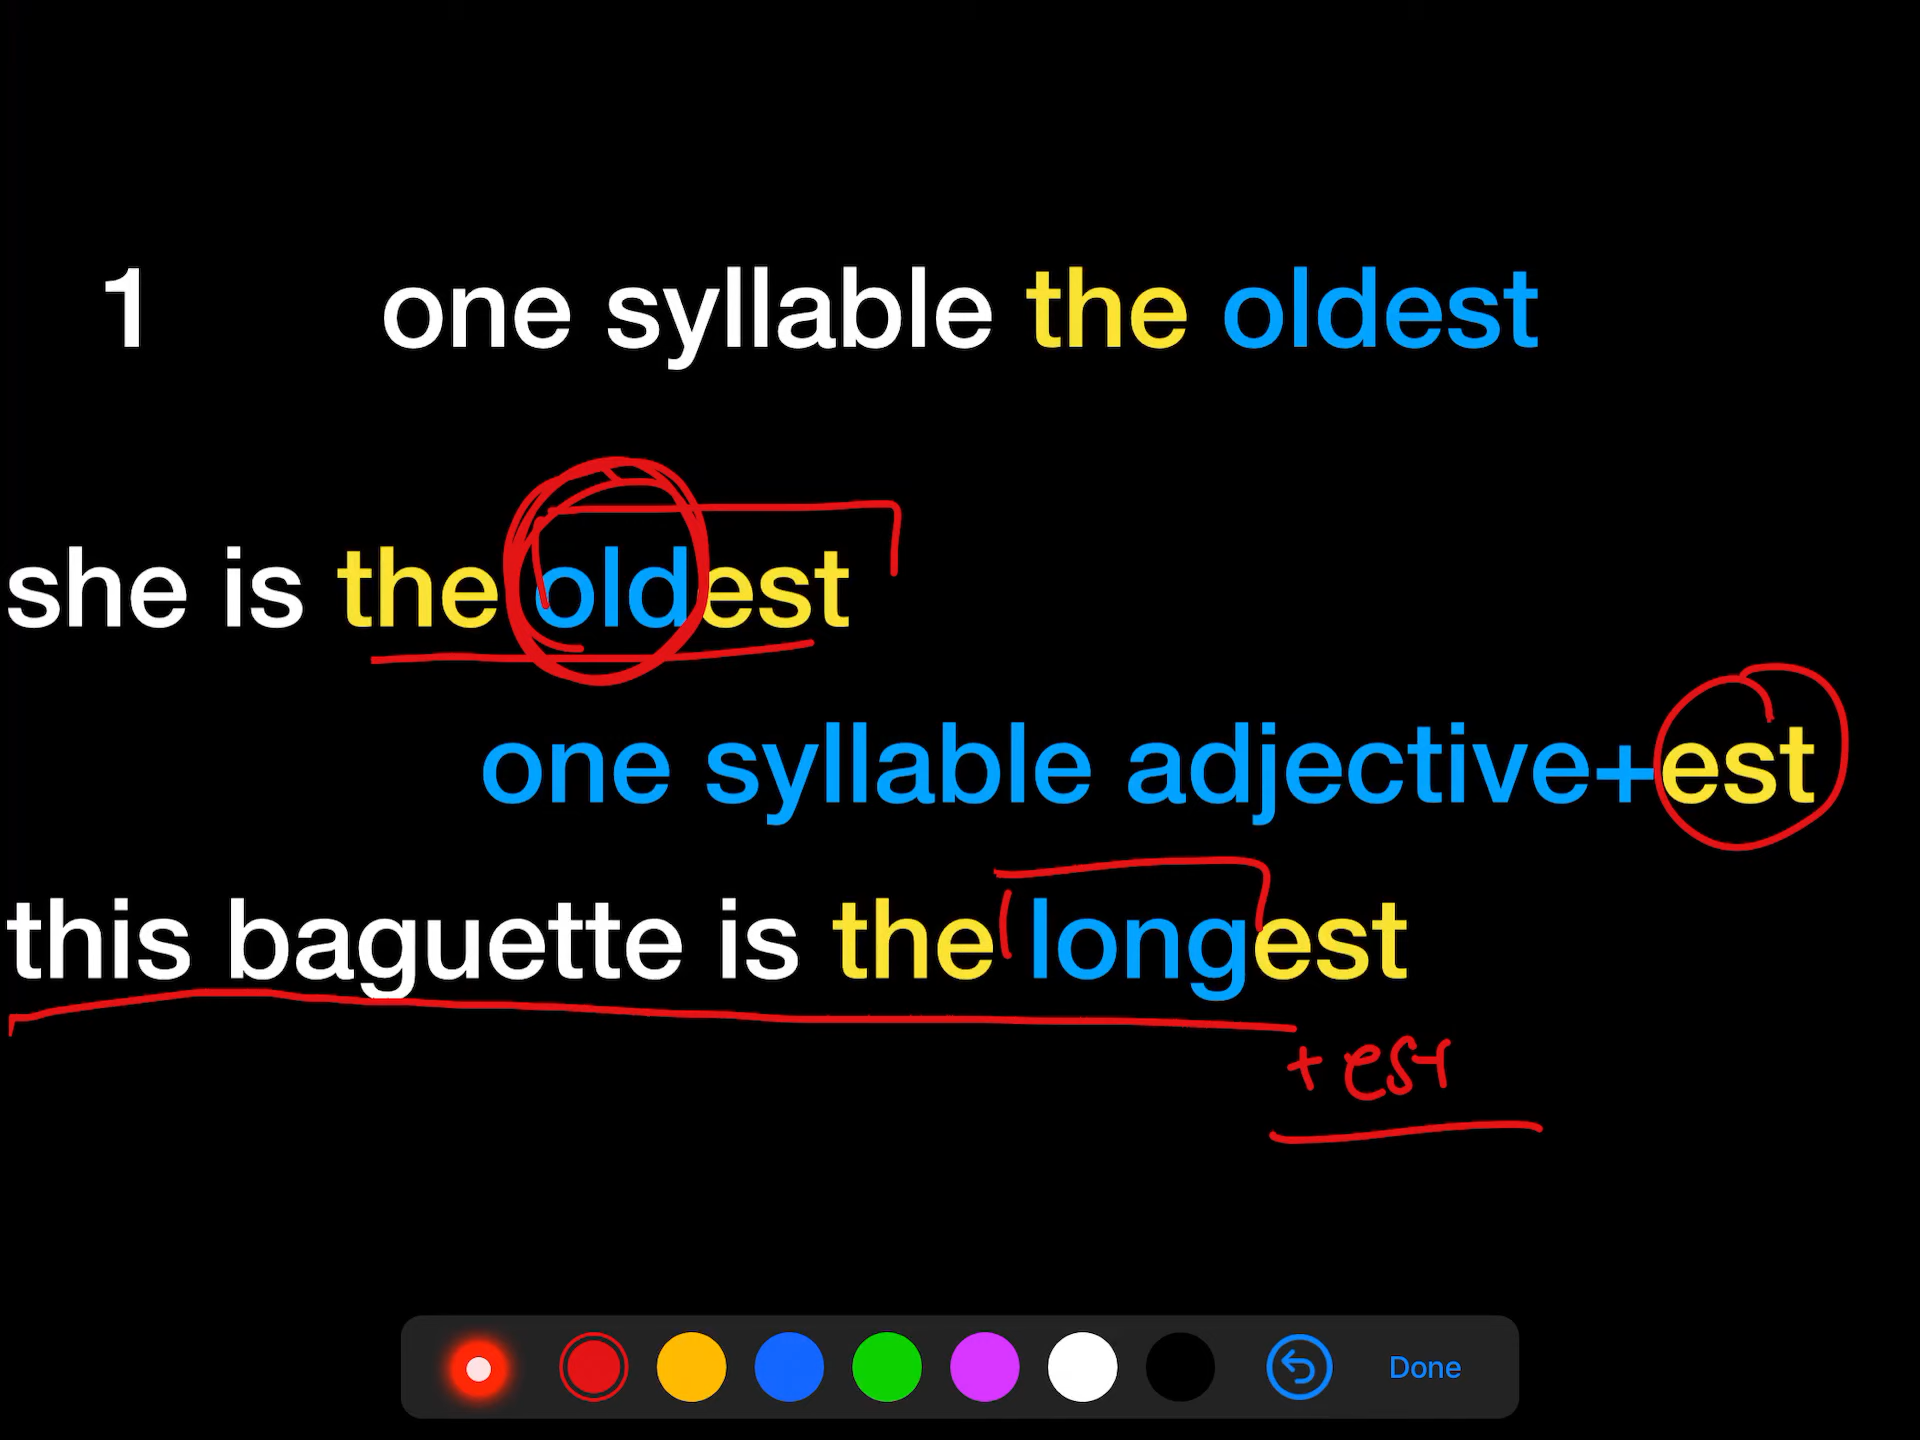 1 one syllable the oldest
she is the oldest
one syllable adjective+est
this baguette is the longest
+ est
Done